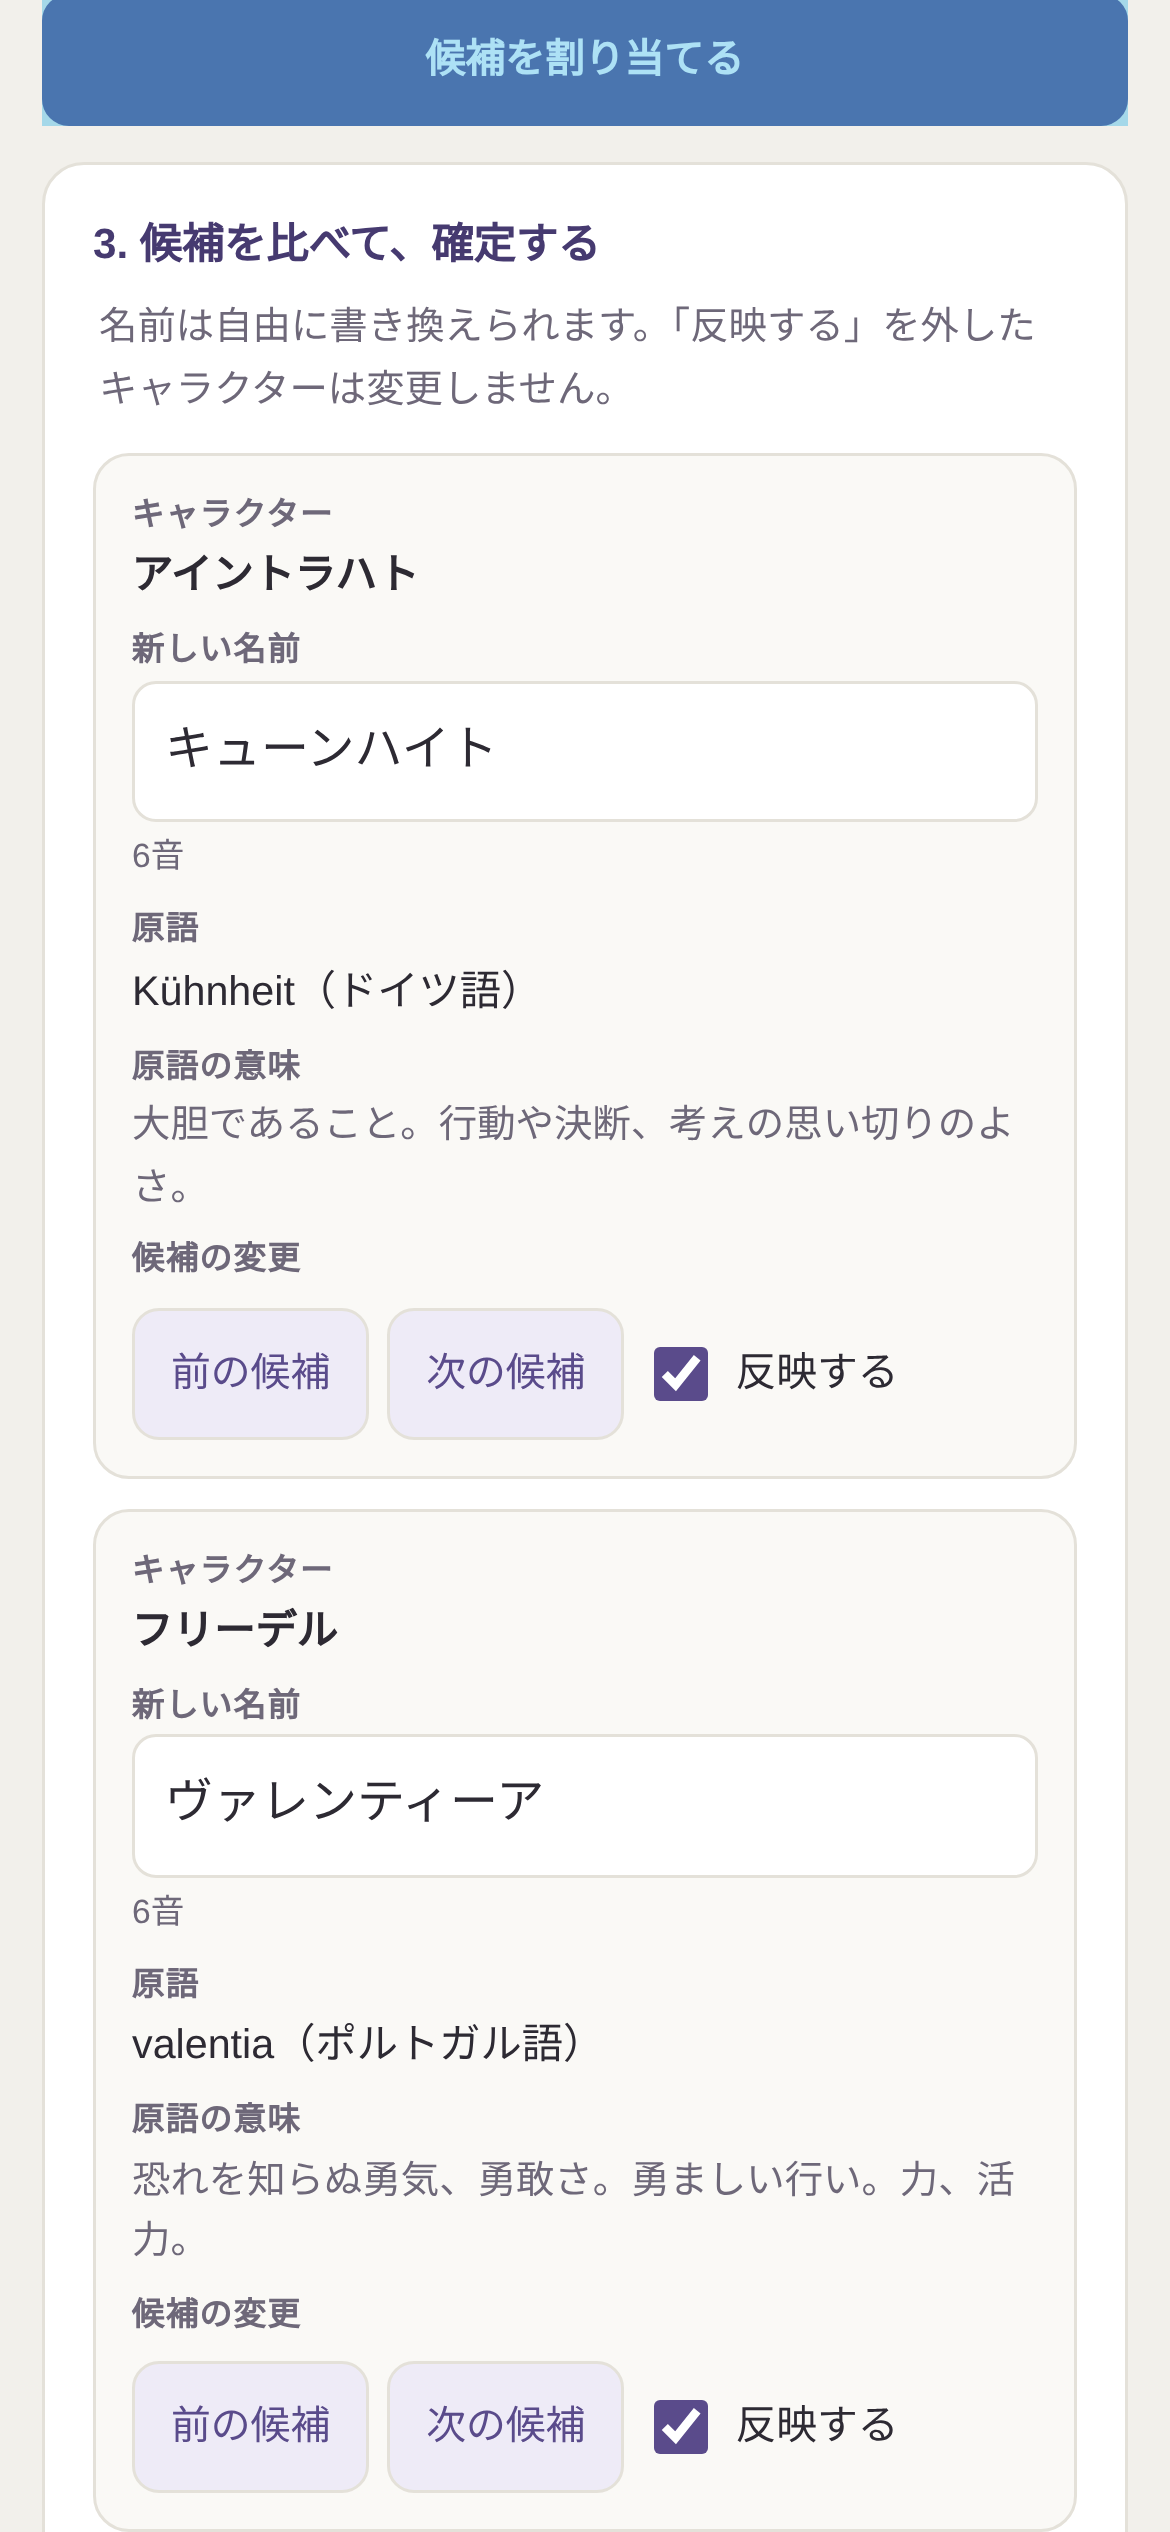 候補を割り当てる
3. 候補を比べて、確定する
名前は自由に書き換えられます。「反映する」を外した
キャラクターは変更しません。
キャラクター
アイントラハト
新しい名前
キューンハイト
6音
原語
Kühnheit（ドイツ語）
原語の意味
大胆であること。行動や決断、考えの思い切りのよ
さ。
候補の変更
前の候補 次の候補 反映する
キャラクター
フリーデル
新しい名前
ヴァレンティーア
6音
原語
valentia（ポルトガル語）
原語の意味
恐れを知らぬ勇気、勇敢さ。勇ましい行い。力、活
力。
候補の変更
前の候補 次の候補 反映する